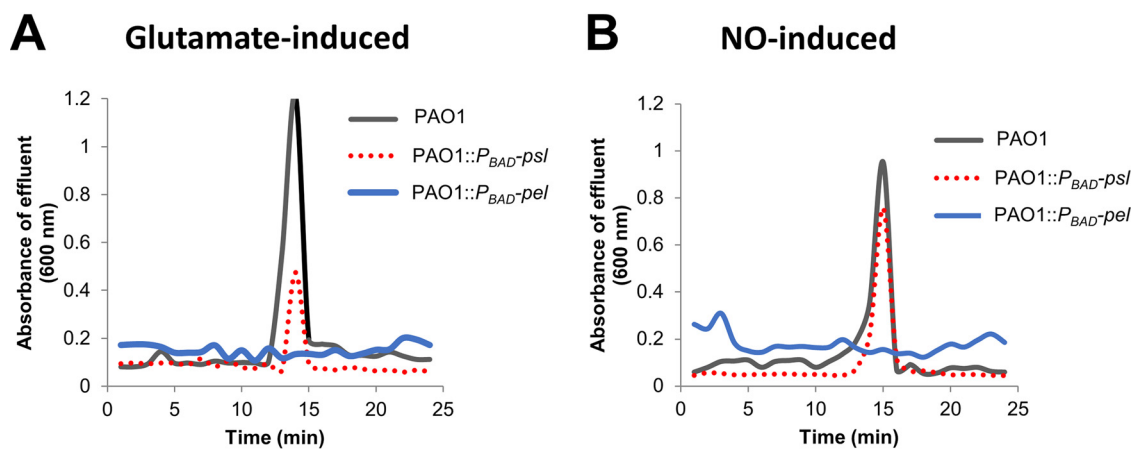 A
Glutamate-induced
Absorbance of effluent
(600 nm)
1.2
1
0.8
0.6
0.4
0.2
0
0
5
10
15
20
25
Time (min)
PAO1
PAO1::PBAD-psl
PAO1::PBAD-pel
B
NO-induced
Absorbance of effluent
(600 nm)
1.2
1
0.8
0.6
0.4
0.2
0
0
5
10
15
20
25
Time (min)
PAO1
PAO1::PBAD-psl
PAO1::PBAD-pel